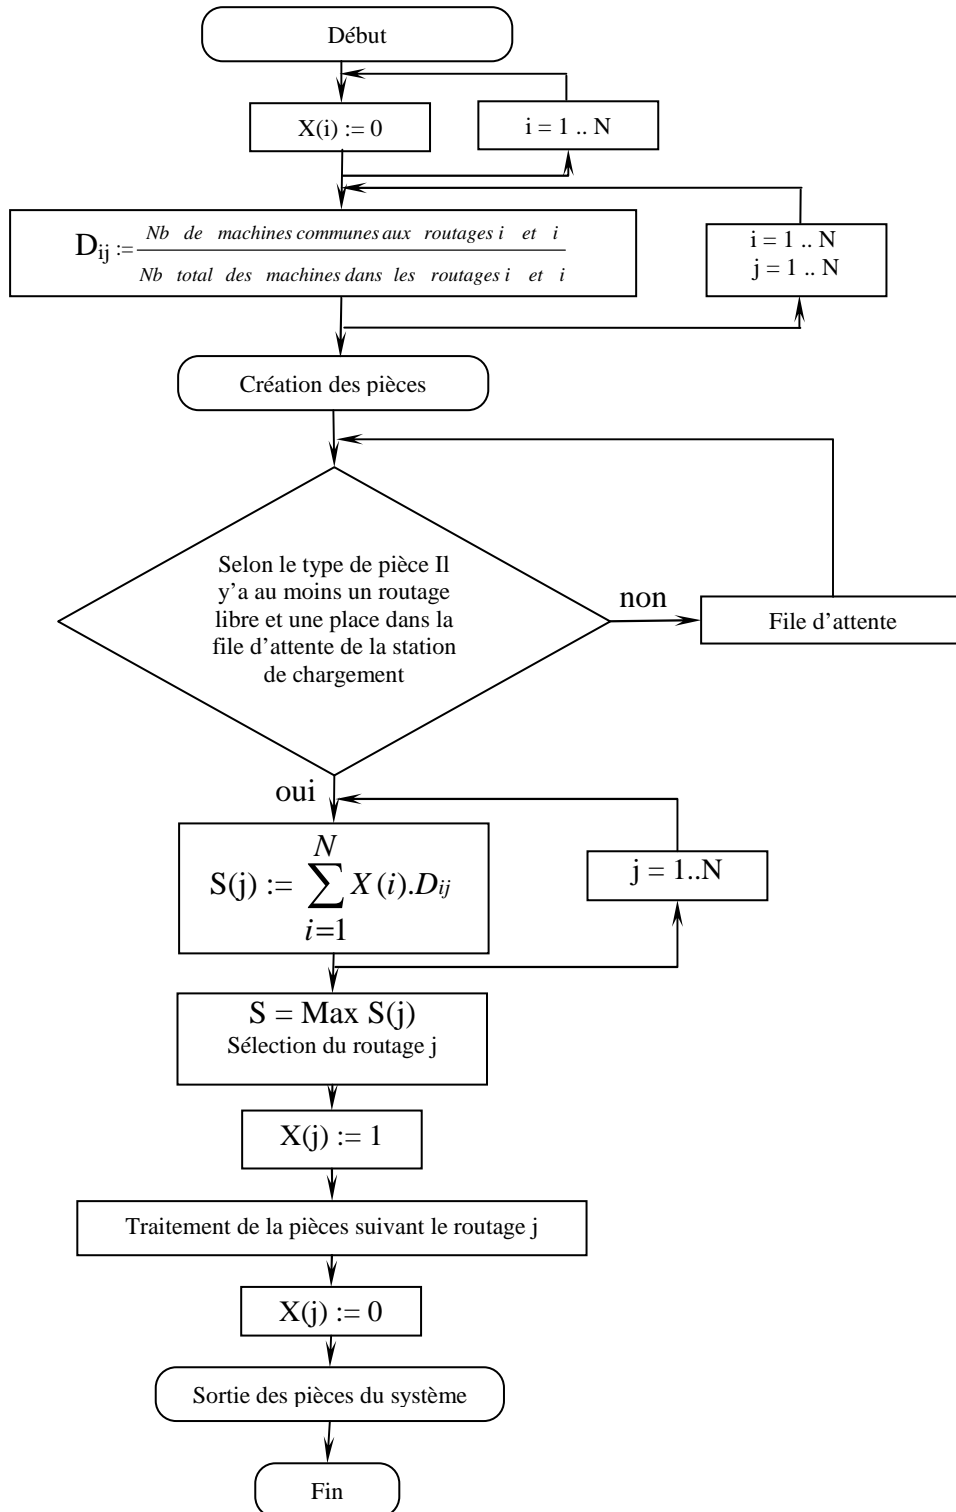 Début
X(i) := 0
i = 1 .. N
Dij := Nb de machines communes aux routages i et i
Nb total des machines dans les routages i et i
i = 1 .. N
j = 1 .. N
Création des pièces
Selon le type de pièce Il
y’a au moins un routage
libre et une place dans la
file d’attente de la station
de chargement
non
File d’attente
oui
N
S(j) := ∑ X(i).Dij
i=1
j = 1..N
S = Max S(j)
Sélection du routage j
X(j) := 1
Traitement de la pièces suivant le routage j
X(j) := 0
Sortie des pièces du système
Fin